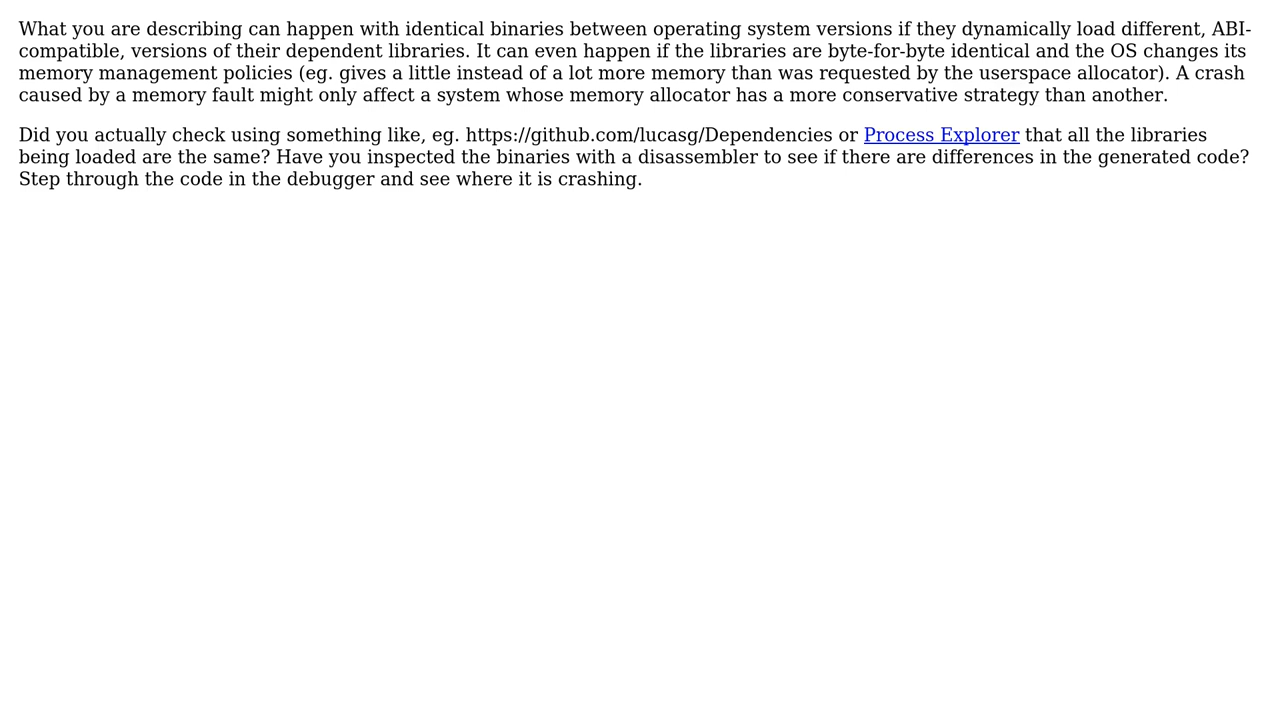 What you are describing can happen with identical binaries between operating system versions if they dynamically load different, ABI-
compatible, versions of their dependent libraries. It can even happen if the libraries are byte-for-byte identical and the OS changes its
memory management policies (eg. gives a little instead of a lot more memory than was requested by the userspace allocator). A crash
caused by a memory fault might only affect a system whose memory allocator has a more conservative strategy than another.
Did you actually check using something like, eg. https://github.com/lucasg/Dependencies or Process Explorer that all the libraries
being loaded are the same? Have you inspected the binaries with a disassembler to see if there are differences in the generated code?
Step through the code in the debugger and see where it is crashing.